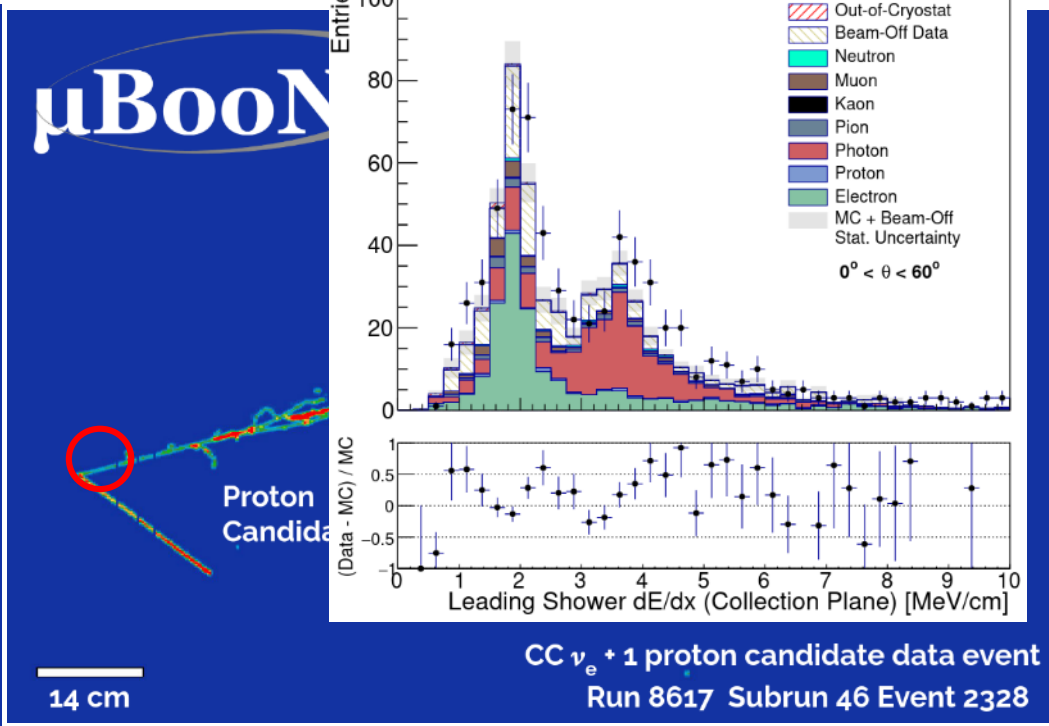 μBooN
Proton
Candida
14 cm
Entrie
100
80
60
40
20
0
Out-of-Cryostat
Beam-Off Data
Neutron
Muon
Kaon
Pion
Photon
Proton
Electron
MC + Beam-Off
Stat. Uncertainty
0° < θ < 60°
(Data - MC) / MC
1
0.5
0
−0.5
−1
0 1 2 3 4 5 6 7 8 9 10
Leading Shower dE/dx (Collection Plane) [MeV/cm]
CC νe + 1 proton candidate data event
Run 8617 Subrun 46 Event 2328